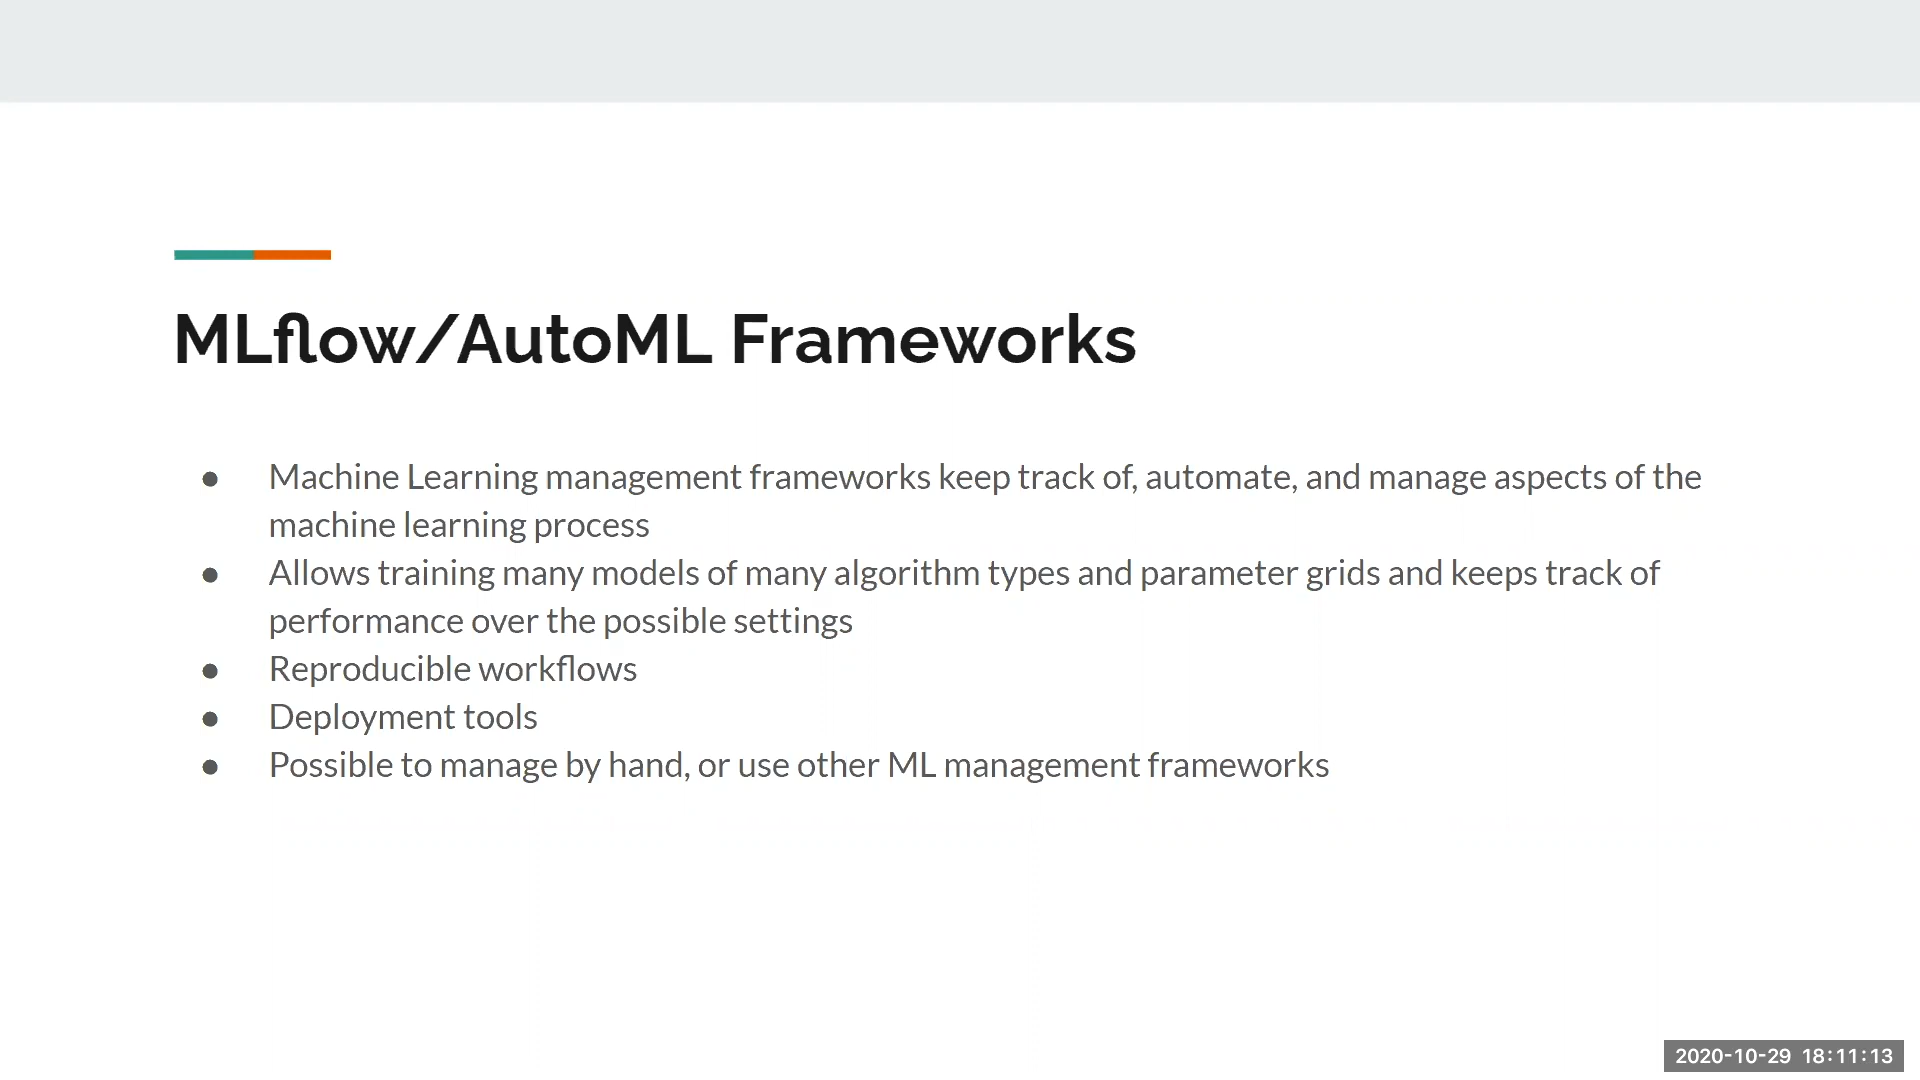 MLflow/AutoML Frameworks
● Machine Learning management frameworks keep track of, automate, and manage aspects of the
machine learning process
● Allows training many models of many algorithm types and parameter grids and keeps track of
performance over the possible settings
● Reproducible workflows
● Deployment tools
● Possible to manage by hand, or use other ML management frameworks
2020-10-29 18:11:13